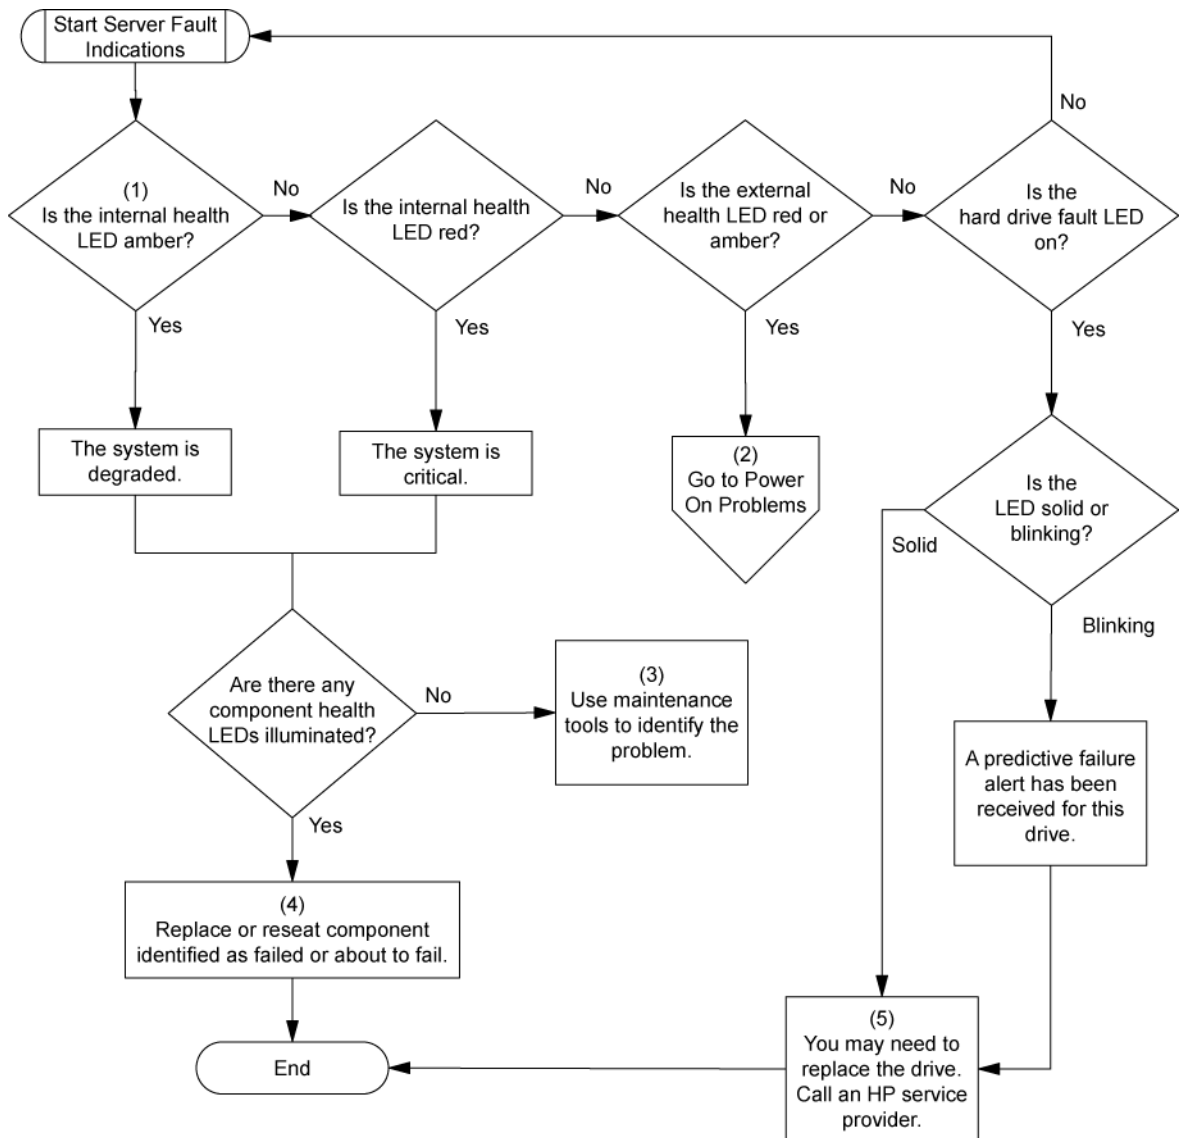 Start Server Fault
Indications
No
(1)
Is the internal health
LED amber?
No
Is the internal health
LED red?
No
Is the external
health LED red or
amber?
No
Is the
hard drive fault LED
on?
Yes
Yes
Yes
Yes
The system is
degraded.
The system is
critical.
(2)
Go to Power
On Problems
Is the
LED solid or
blinking?
Solid
Blinking
Are there any
component health
LEDs illuminated?
No
(3)
Use maintenance
tools to identify the
problem.
A predictive failure
alert has been
received for this
drive.
Yes
(4)
Replace or reseat component
identified as failed or about to fail.
(5)
You may need to
replace the drive.
Call an HP service
provider.
End